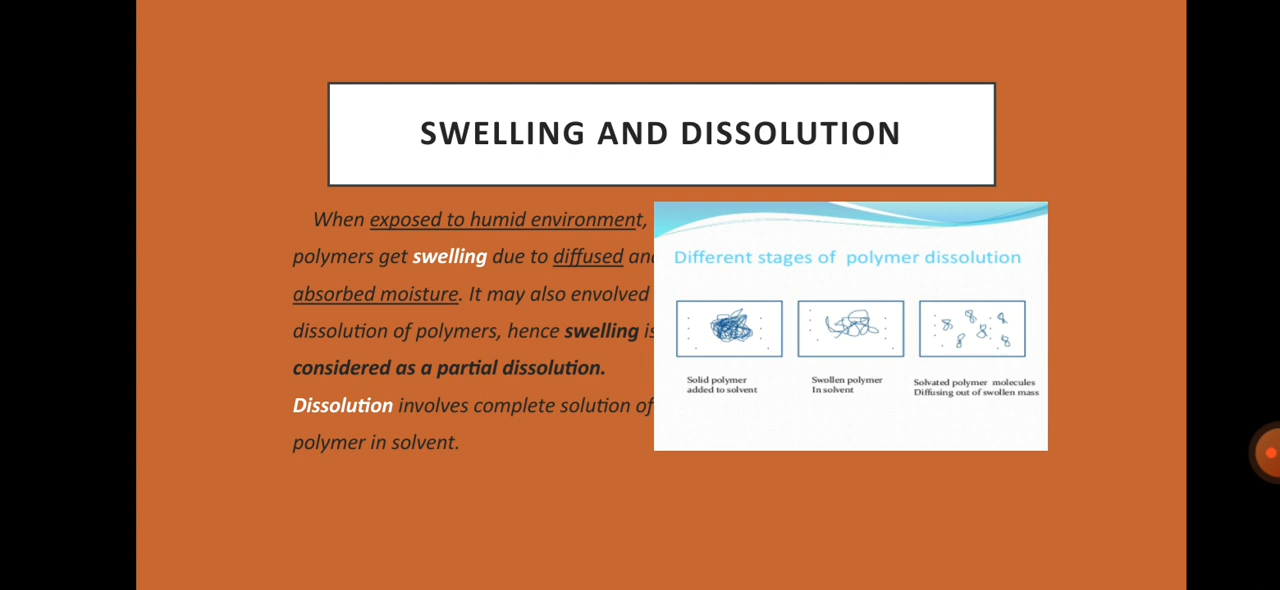 SWELLING AND DISSOLUTION
When exposed to humid environment,
polymers get swelling due to diffused and
absorbed moisture. It may also envolved
dissolution of polymers, hence swelling is
considered as a partial dissolution.
Dissolution involves complete solution of
polymer in solvent.
Different stages of polymer dissolution
Solid polymer
added to solvent
Swollen polymer
In solvent
Solvated polymer molecules
Diffusing out of swollen mass